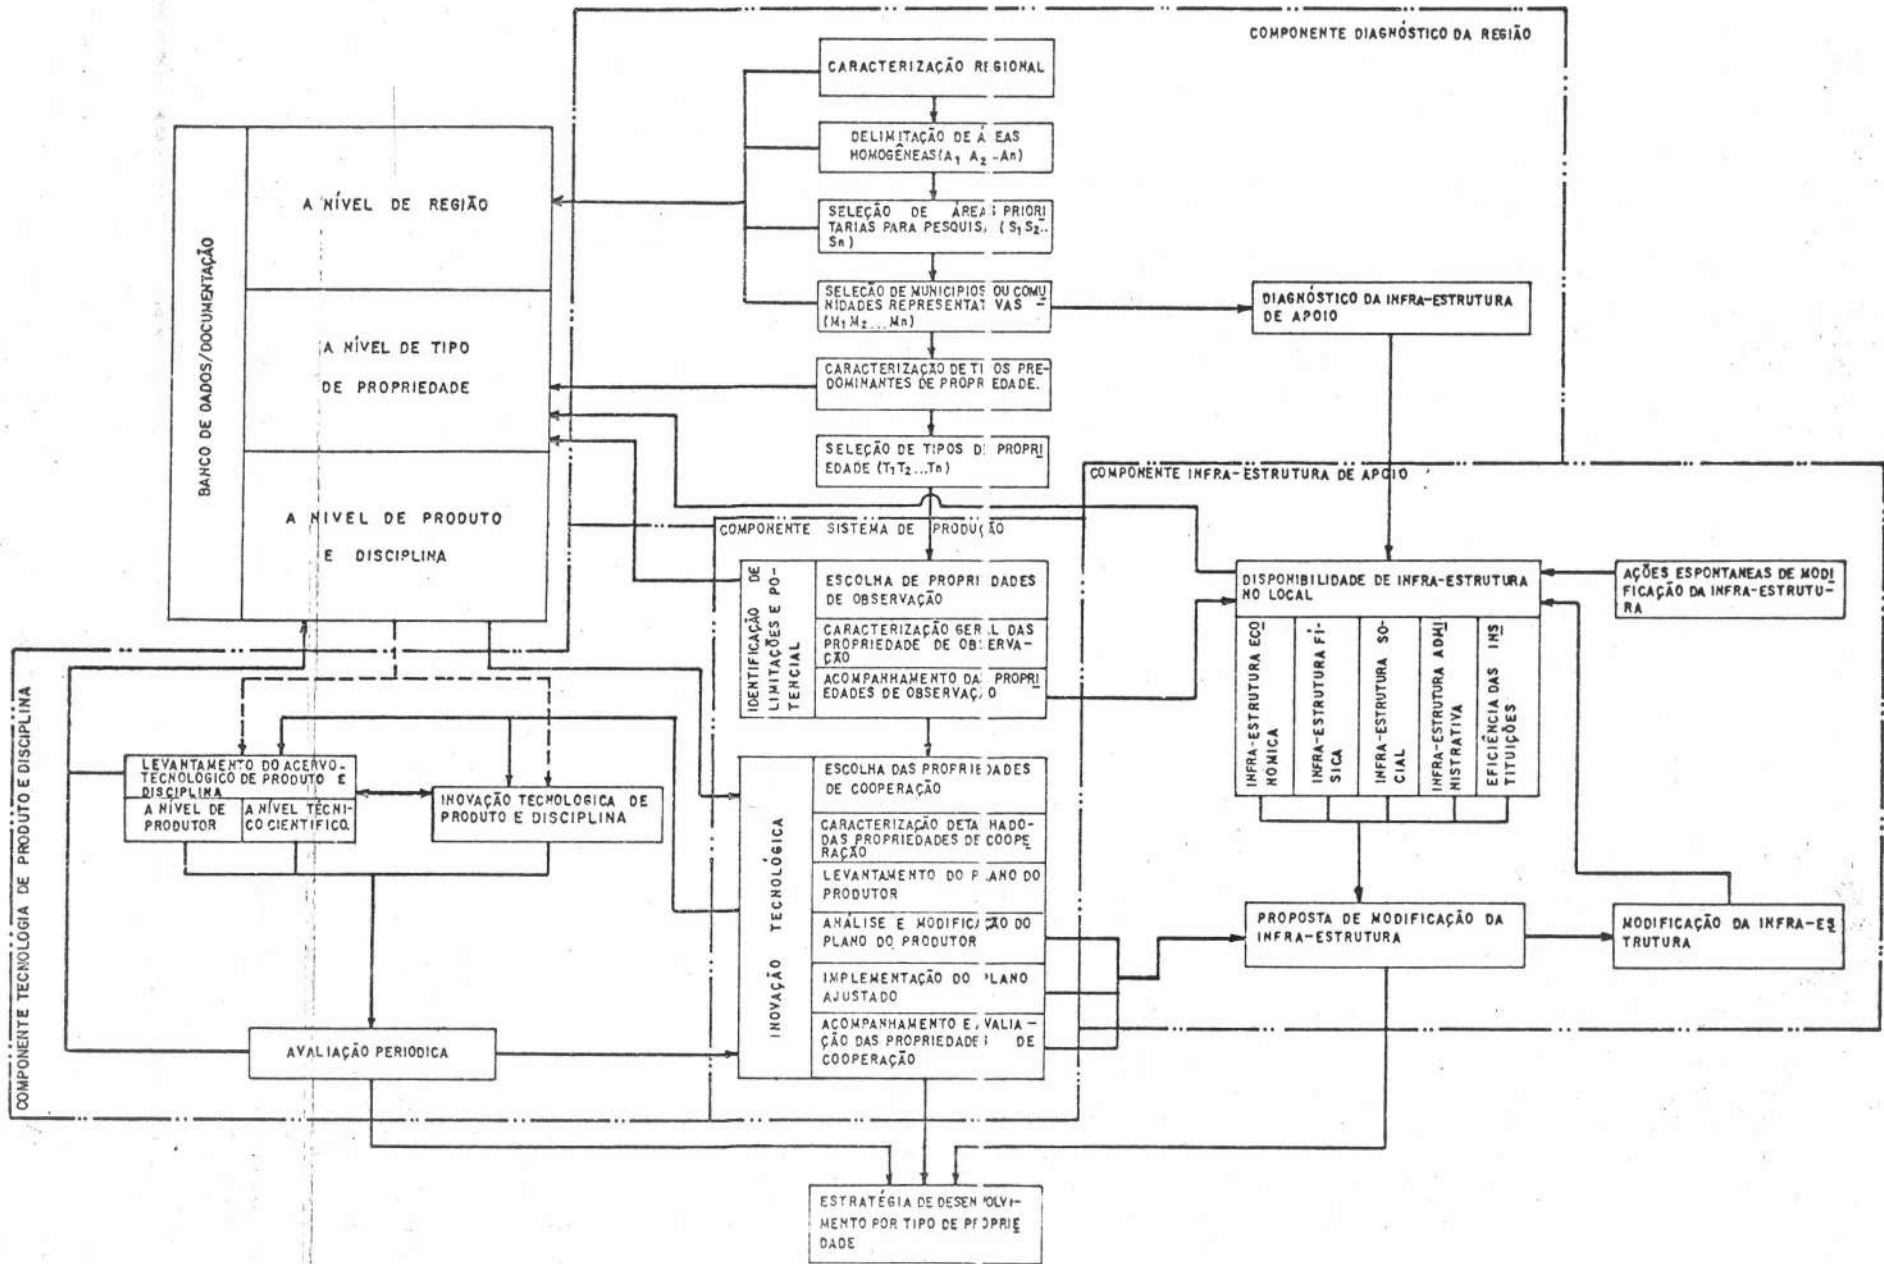 COMPONENTE DIAGNÓSTICO DA REGIÃO
CARACTERIZAÇÃO REGIONAL
DELIMITAÇÃO DE ÁREAS
HOMOGÊNEAS(A1 A2 -An)
SELEÇÃO DE ÁREAS PRIORI
TARIAS PARA PESQUISA (S1 S2..
Sn)
SELEÇÃO DE MUNICIPIOS OU COMU
NIDADES REPRESENTATIVAS -
(M1 M2 ... Mn)
DIAGNÓSTICO DA INFRA-ESTRUTURA
DE APOIO
CARACTERIZAÇÃO DE TIPOS PRE-
DOMINANTES DE PROPRIEDADE.
SELEÇÃO DE TIPOS DE PROPRI
EDADE (T1 T2 ...Tn)
BANCO DE DADOS/DOCUMENTAÇÃO
A NÍVEL DE REGIÃO
A NÍVEL DE TIPO
DE PROPRIEDADE
A NIVEL DE PRODUTO
E DISCIPLINA
COMPONENTE INFRA-ESTRUTURA DE APOIO
COMPONENTE SISTEMA DE PRODUÇÃO
IDENTIFICAÇÃO DE
LIMITAÇÕES E PO-
TENCIAL
ESCOLHA DE PROPRIEDADES
DE OBSERVAÇÃO
CARACTERIZAÇÃO GERAL DAS
PROPRIEDADE DE OBSERVA-
ÇÃO
ACOMPANHAMENTO DAS PROPRI
EDADES DE OBSERVAÇÃO
DISPONIBILIDADE DE INFRA-ESTRUTURA
NO LOCAL
AÇÕES ESPONTANEAS DE MODI
FICAÇÃO DA INFRA-ESTRUTU-
RA
INFRA-ESTRUTURA ECO
NOMICA
INFRA-ESTRUTURA FÍ-
SICA
INFRA-ESTRUTURA SO-
CIAL
INFRA-ESTRUTURA ADMI
NISTRATIVA
EFICIÊNCIA DAS INS
TITUIÇÕES
COMPONENTE TECNOLOGIA DE PRODUTO E DISCIPLINA
LEVANTAMENTO DO ACERVO-
TECNOLÓGICO DE PRODUTO E
DISCIPLINA
A NÍVEL DE
PRODUTOR
A NÍVEL TÉCNI-
CO CIENTÍFICO.
INOVAÇÃO TECNOLOGICA DE
PRODUTO E DISCIPLINA
INOVAÇÃO TECNOLÓGICA
ESCOLHA DAS PROPRIEDADES
DE COOPERAÇÃO
CARACTERIZAÇÃO DETALHADO-
DAS PROPRIEDADES DE COOPE
RAÇÃO
LEVANTAMENTO DO PLANO DO
PRODUTOR
ANÁLISE E MODIFICAÇÃO DO
PLANO DO PRODUTOR
IMPLEMENTAÇÃO DO PLANO
AJUSTADO
ACOMPANHAMENTO E AVALIA-
ÇÃO DAS PROPRIEDADES DE
COOPERAÇÃO
PROPOSTA DE MODIFICAÇÃO DA
INFRA-ESTRUTURA
MODIFICAÇÃO DA INFRA-ES
TRUTURA
AVALIAÇÃO PERIODICA
ESTRATÉGIA DE DESENVOLVI-
MENTO POR TIPO DE PROPRIE
DADE